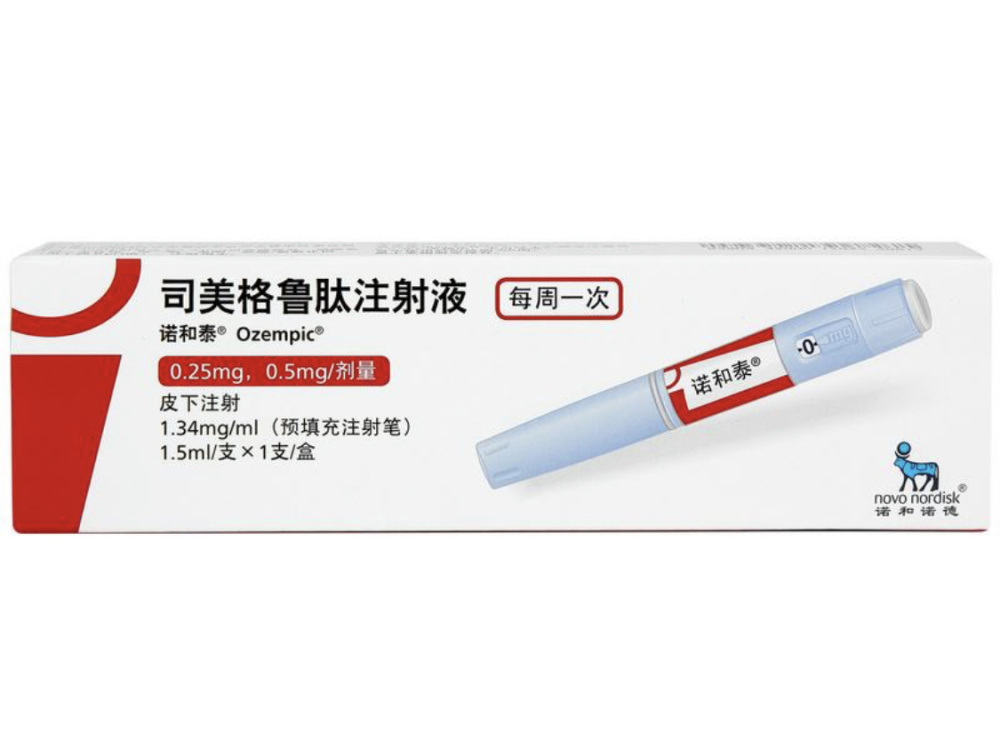 司美格鲁肽注射液
每周一次
诺和泰® Ozempic®
0.25mg，0.5mg/剂量
皮下注射
1.34mg/ml（预填充注射笔）
1.5ml/支×1支/盒
诺和泰®
0 mg
novo nordisk®
诺和诺德